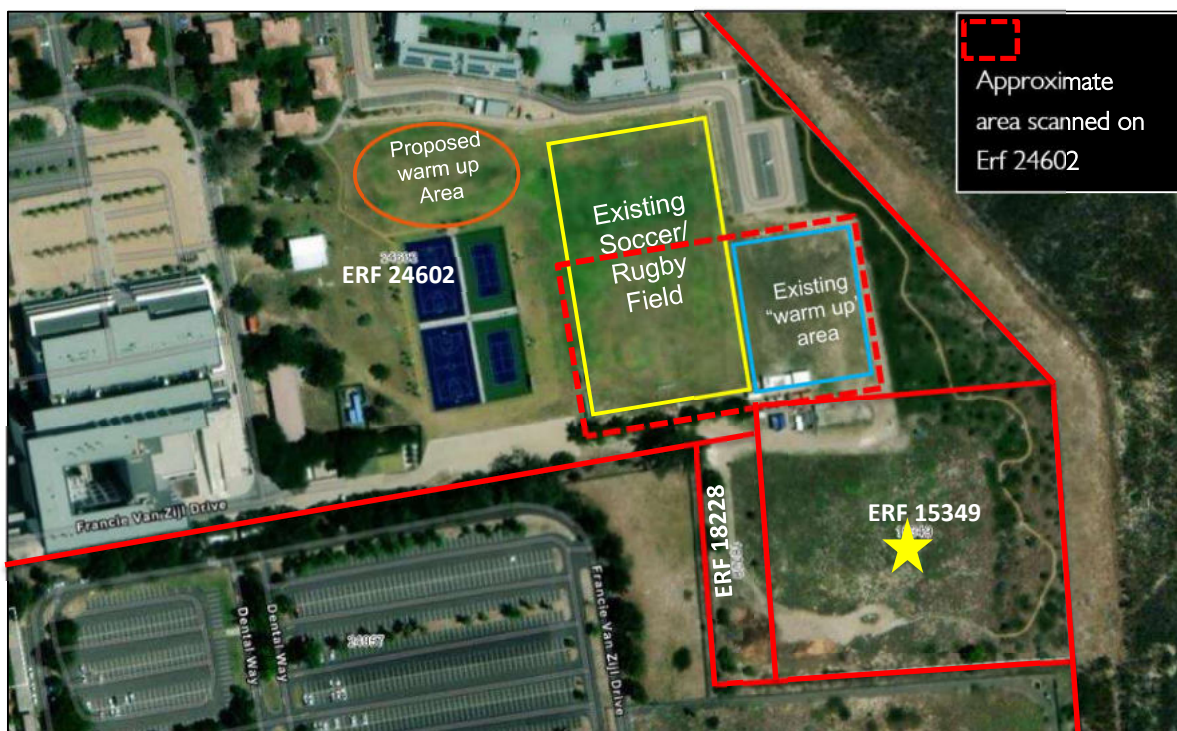 Approximate
area scanned on
Erf 24602
Proposed
warm up
Area
Existing
Soccer/
Rugby
Field
Existing
“warm up’
area
ERF 24602
ERF 15349
ERF 18228
Francie Van Zijl Drive
Francie Van Zijl Drive
Dental Way
Dental Way